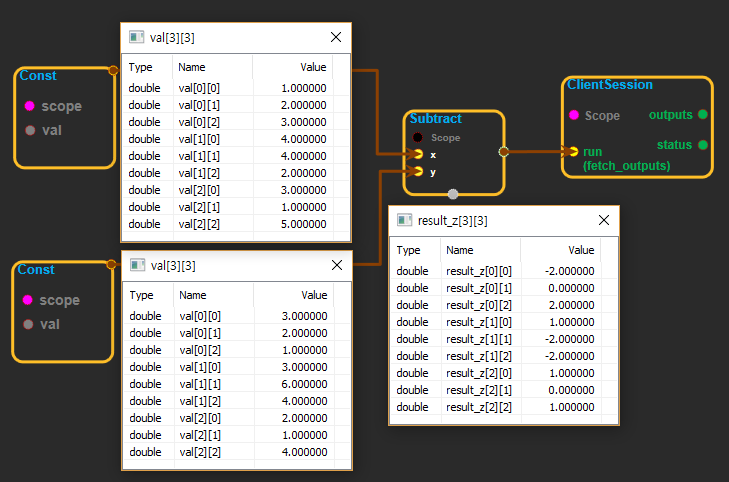 Const
scope
val
val[3][3]
Type Name Value
double val[0][0] 1.000000
double val[0][1] 2.000000
double val[0][2] 3.000000
double val[1][0] 4.000000
double val[1][1] 4.000000
double val[1][2] 2.000000
double val[2][0] 3.000000
double val[2][1] 1.000000
double val[2][2] 5.000000
Subtract
Scope
x
y
ClientSession
Scope outputs
status
run
(fetch_outputs)
Const
scope
val
val[3][3]
Type Name Value
double val[0][0] 3.000000
double val[0][1] 2.000000
double val[0][2] 1.000000
double val[1][0] 3.000000
double val[1][1] 6.000000
double val[1][2] 4.000000
double val[2][0] 2.000000
double val[2][1] 1.000000
double val[2][2] 4.000000
result_z[3][3]
Type Name Value
double result_z[0][0] -2.000000
double result_z[0][1] 0.000000
double result_z[0][2] 2.000000
double result_z[1][0] 1.000000
double result_z[1][1] -2.000000
double result_z[1][2] -2.000000
double result_z[2][0] 1.000000
double result_z[2][1] 0.000000
double result_z[2][2] 1.000000